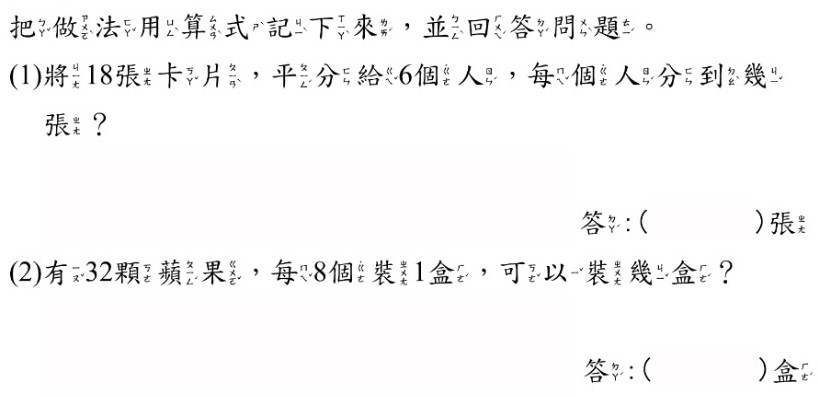 把做法用算式記下來，並回答問題。
(1)將18張卡片，平分給6個人，每個人分到幾
張？
答：(　　　)張
(2)有32顆蘋果，每8個裝1盒，可以裝幾盒？
答：(　　　)盒